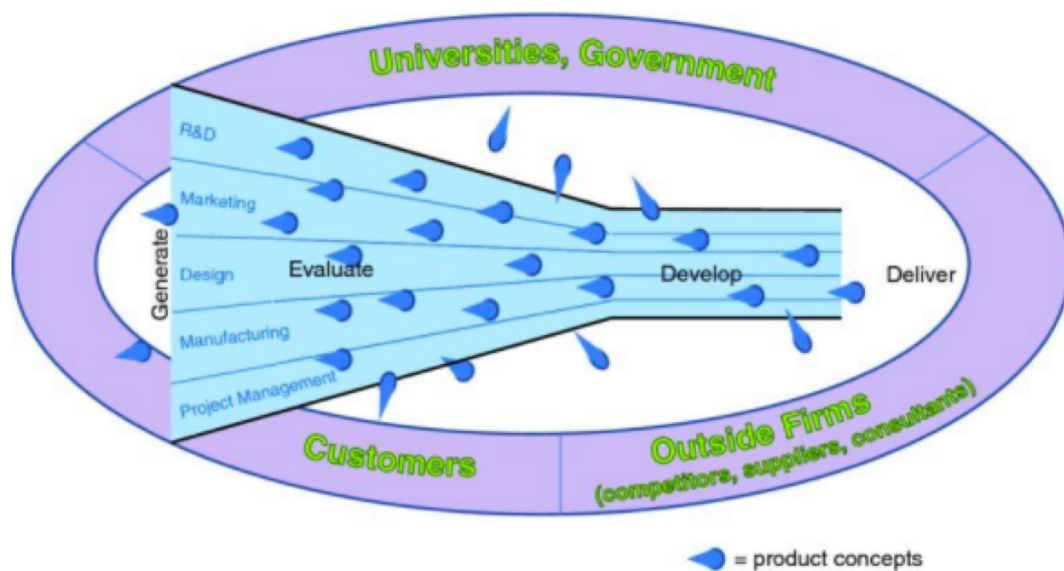 Universities, Government
R&D
Marketing
Generate
Design
Evaluate
Develop
Deliver
Manufacturing
Project Management
Customers
Outside Firms
(competitors, suppliers, consultants)
= product concepts